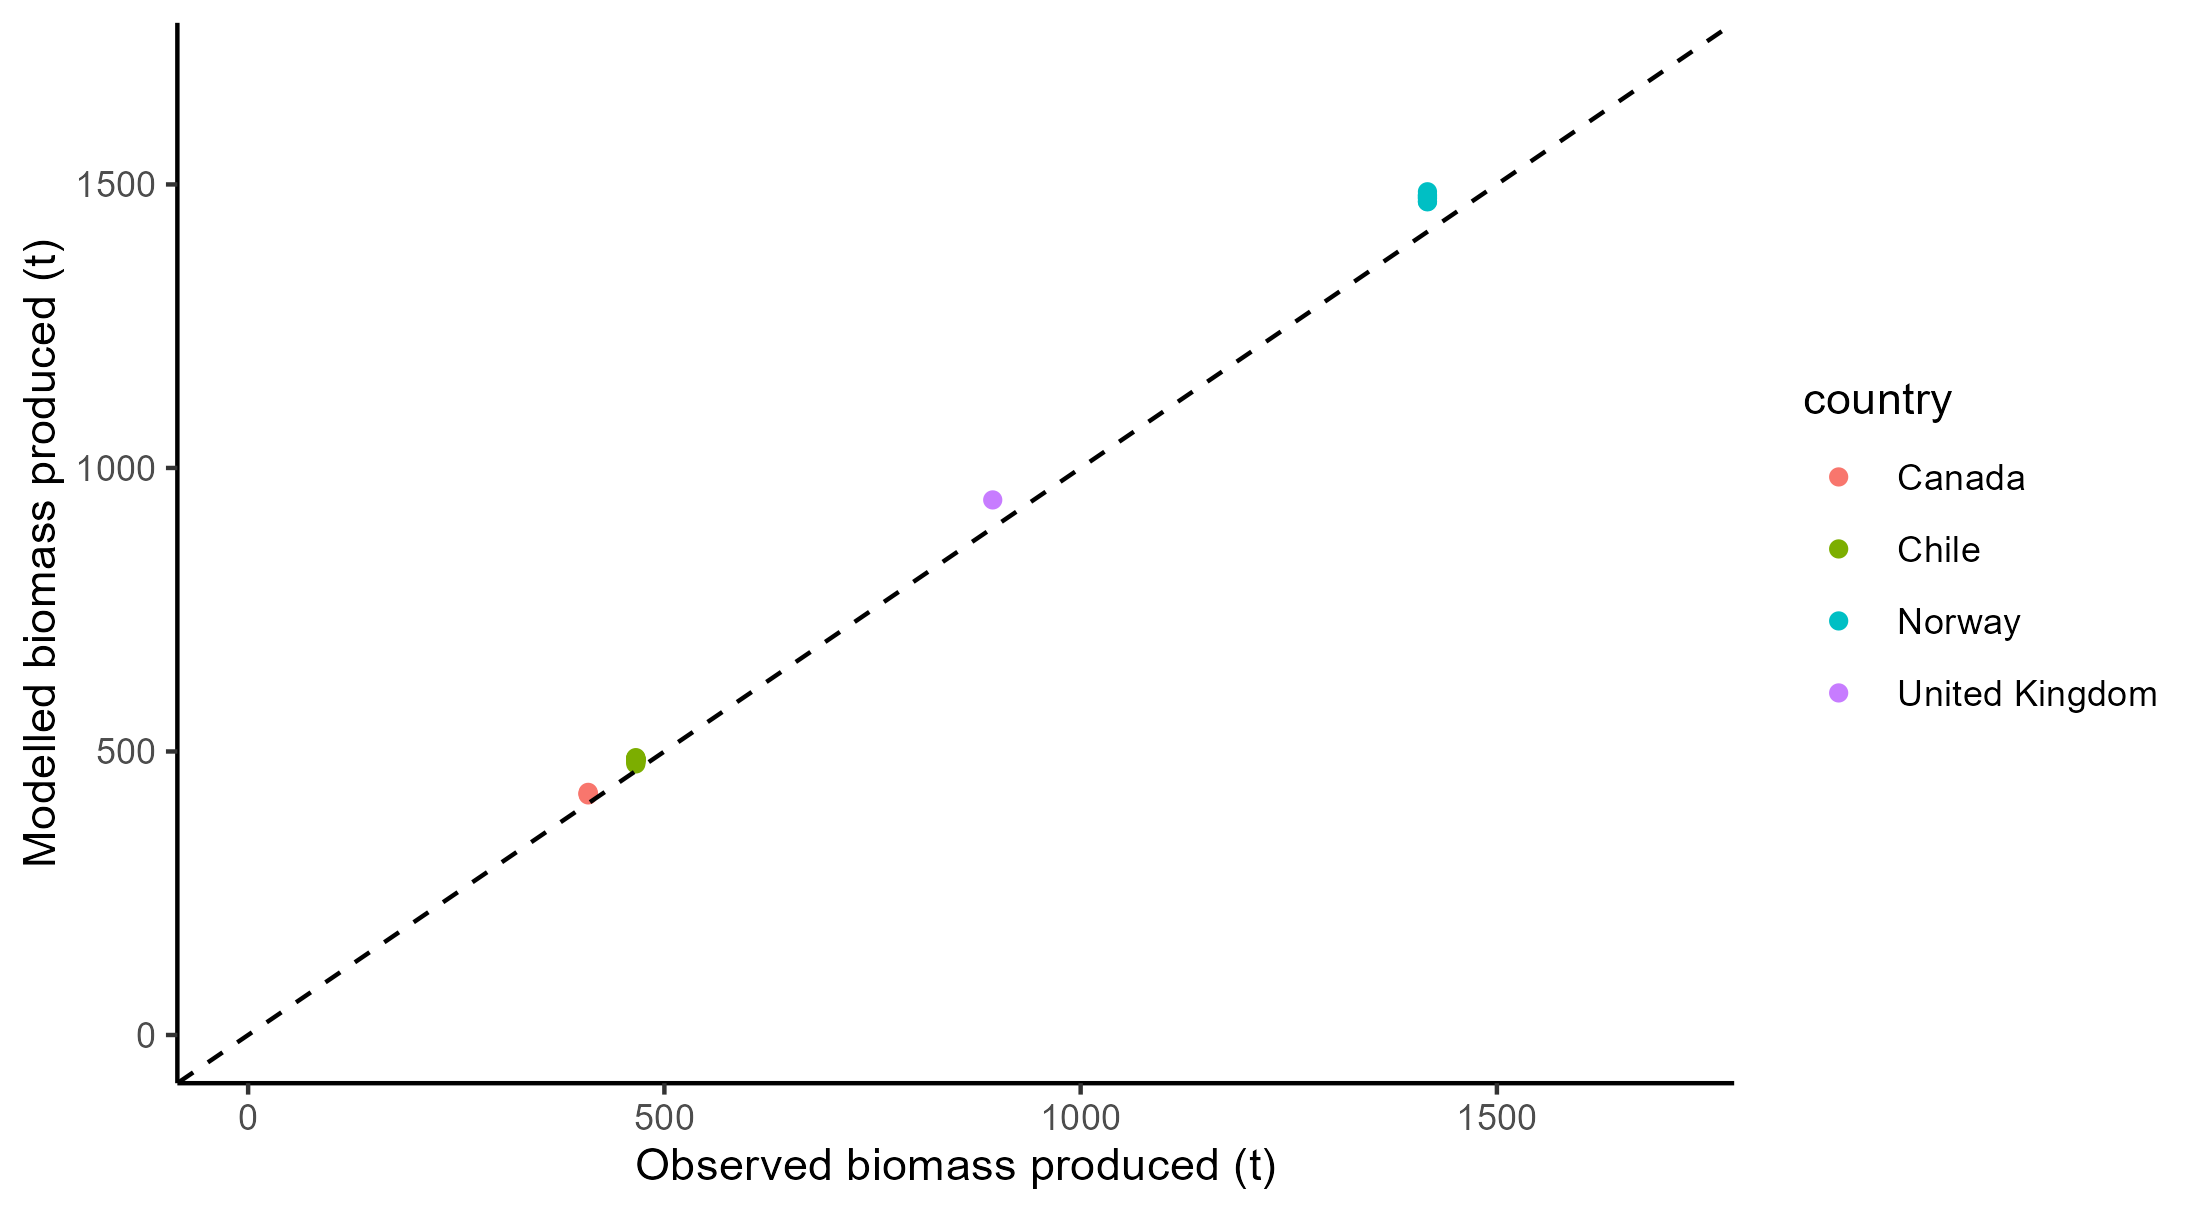 Modelled biomass produced (t)
1500
1000
500
0
0
500
1000
1500
Observed biomass produced (t)
country
Canada
Chile
Norway
United Kingdom